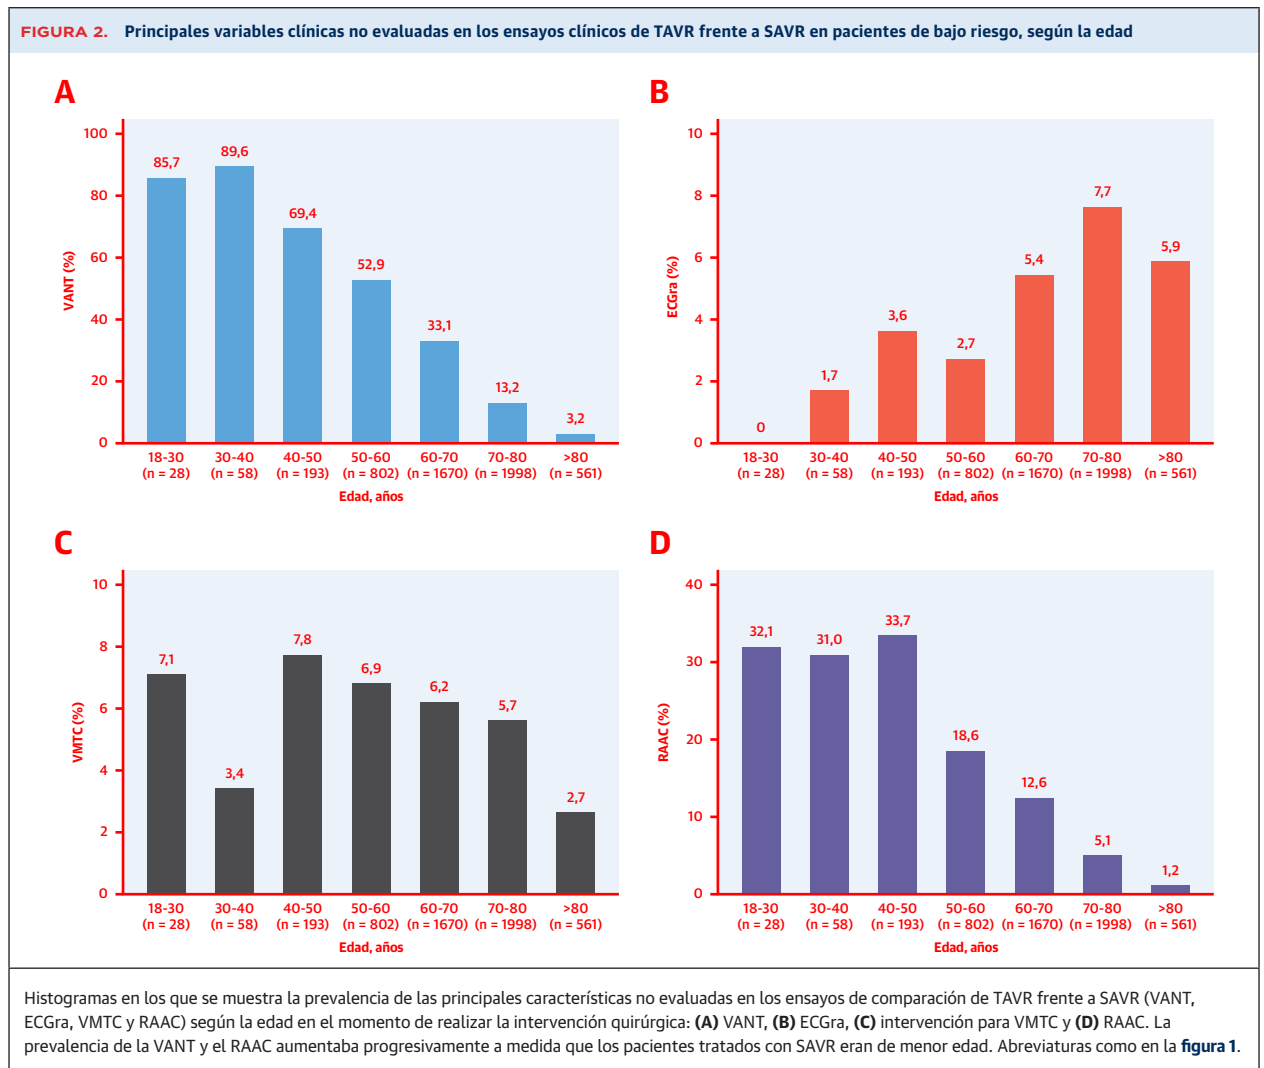 FIGURA 2. Principales variables clínicas no evaluadas en los ensayos clínicos de TAVR frente a SAVR en pacientes de bajo riesgo, según la edad
A
VANT (%)
100
80
60
40
20
0
85,7
89,6
69,4
52,9
33,1
13,2
3,2
18-30 30-40 40-50 50-60 60-70 70-80 >80
(n = 28) (n = 58) (n = 193) (n = 802) (n = 1670) (n = 1998) (n = 561)
Edad, años
B
ECGra (%)
10
8
6
4
2
0
0
1,7
3,6
2,7
5,4
7,7
5,9
18-30 30-40 40-50 50-60 60-70 70-80 >80
(n = 28) (n = 58) (n = 193) (n = 802) (n = 1670) (n = 1998) (n = 561)
Edad, años
C
VMTC (%)
10
8
6
4
2
0
7,1
3,4
7,8
6,9
6,2
5,7
2,7
18-30 30-40 40-50 50-60 60-70 70-80 >80
(n = 28) (n = 58) (n = 193) (n = 802) (n = 1670) (n = 1998) (n = 561)
Edad, años
D
RAAC (%)
40
30
20
10
0
32,1
31,0
33,7
18,6
12,6
5,1
1,2
18-30 30-40 40-50 50-60 60-70 70-80 >80
(n = 28) (n = 58) (n = 193) (n = 802) (n = 1670) (n = 1998) (n = 561)
Edad, años
Histogramas en los que se muestra la prevalencia de las principales características no evaluadas en los ensayos de comparación de TAVR frente a SAVR (VANT,
ECGra, VMTC y RAAC) según la edad en el momento de realizar la intervención quirúrgica: (A) VANT, (B) ECGra, (C) intervención para VMTC y (D) RAAC. La
prevalencia de la VANT y el RAAC aumentaba progresivamente a medida que los pacientes tratados con SAVR eran de menor edad. Abreviaturas como en la figura 1.